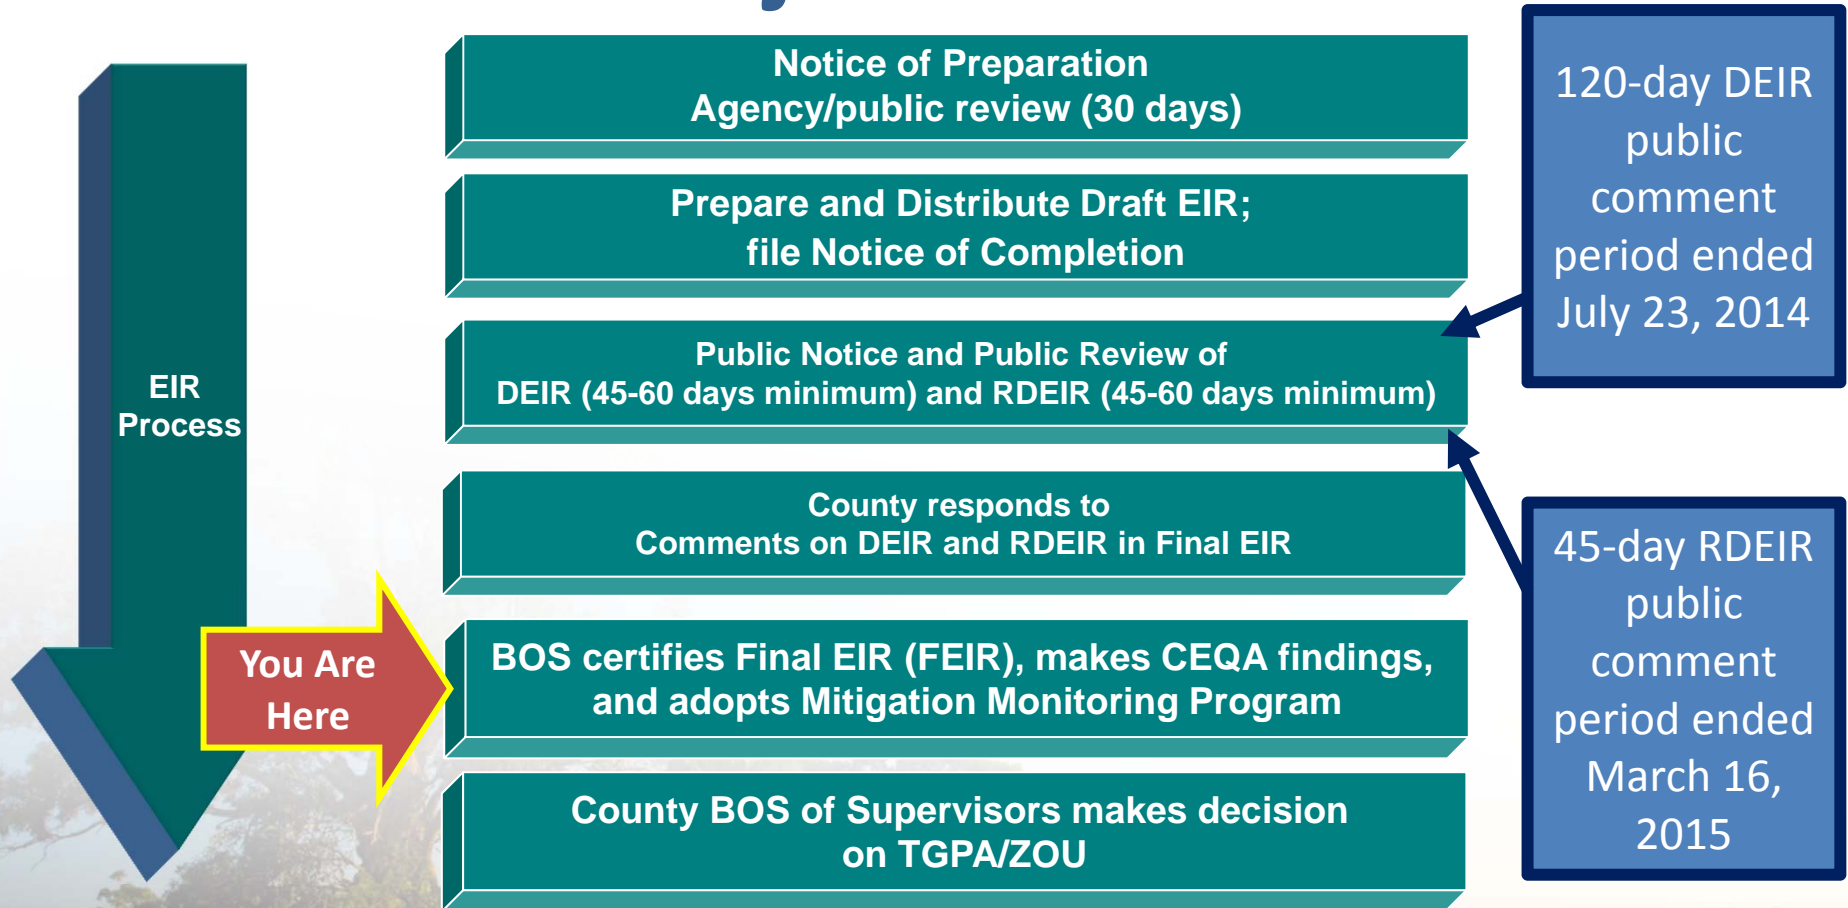 Notice of Preparation
Agency/public review (30 days)
Prepare and Distribute Draft EIR;
file Notice of Completion
Public Notice and Public Review of
DEIR (45-60 days minimum) and RDEIR (45-60 days minimum)
County responds to
Comments on DEIR and RDEIR in Final EIR
BOS certifies Final EIR (FEIR), makes CEQA findings,
and adopts Mitigation Monitoring Program
County BOS of Supervisors makes decision
on TGPA/ZOU
EIR
Process
You Are
Here
120-day DEIR
public
comment
period ended
July 23, 2014
45-day RDEIR
public
comment
period ended
March 16,
2015